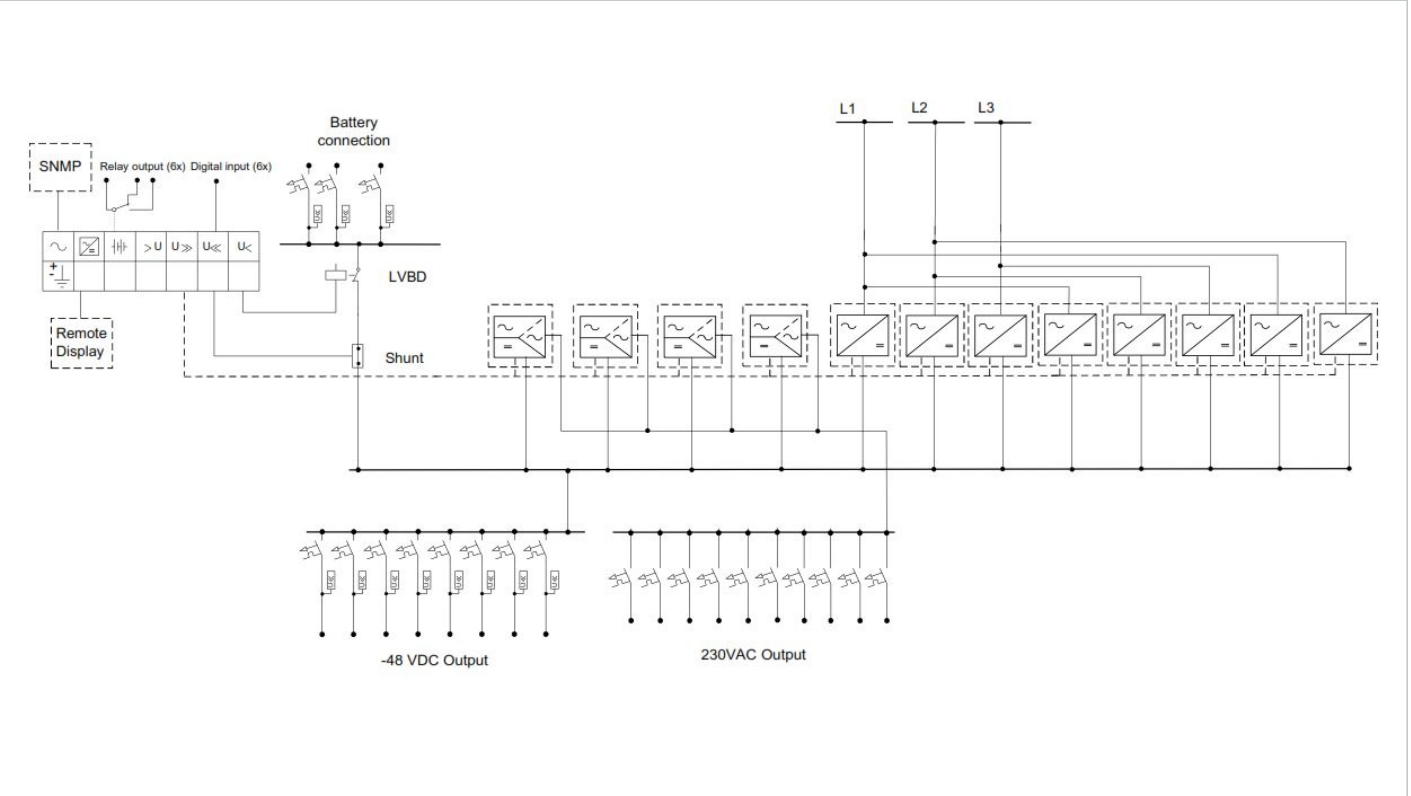 L1
L2
L3
Battery
connection
SNMP
Relay output (6x)
Digital input (6x)
>U
U≫
U≪
U<
+
-
LVBD
Remote
Display
Shunt
-48 VDC Output
230VAC Output